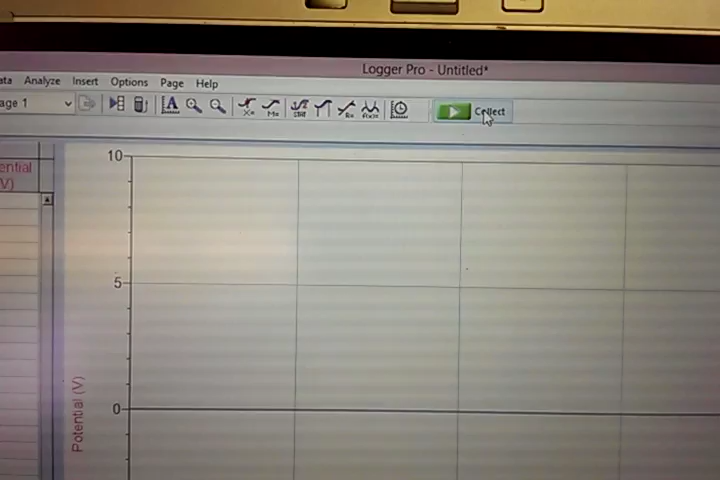 Logger Pro - Untitled*
ata Analyze Insert Options Page Help
age 1
Collect
ential
(V)
10
5
0
Potential (V)